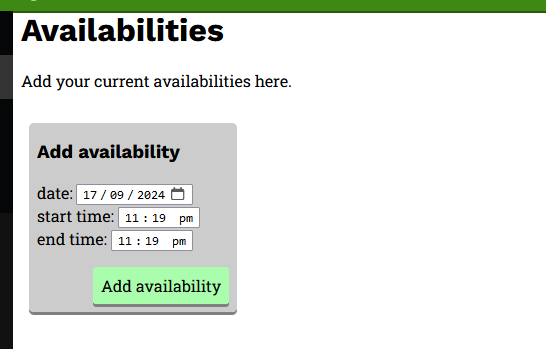 Availabilities
Add your current availabilities here.
Add availability
date: 17/09/2024
start time: 11:19 pm
end time: 11:19 pm
Add availability